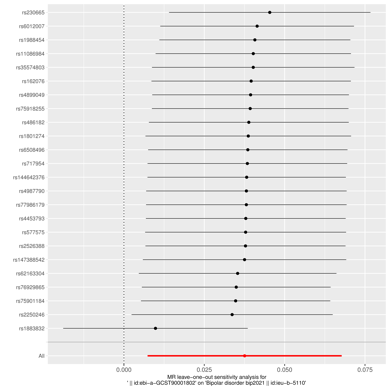 rs230665
rs6012007
rs1988454
rs11086984
rs35574803
rs162076
rs4899049
rs75918255
rs486182
rs1801274
rs6508496
rs717954
rs144642376
rs4987790
rs77986179
rs4453793
rs577575
rs2526388
rs147388542
rs62163304
rs76929865
rs75901184
rs2250246
rs1883832
All
0.000 0.025 0.050 0.075
MR leave−one−out sensitivity analysis for
' || id:ebi−a−GCST90001802' on 'Bipolar disorder bip2021 || id:ieu−b−5110'